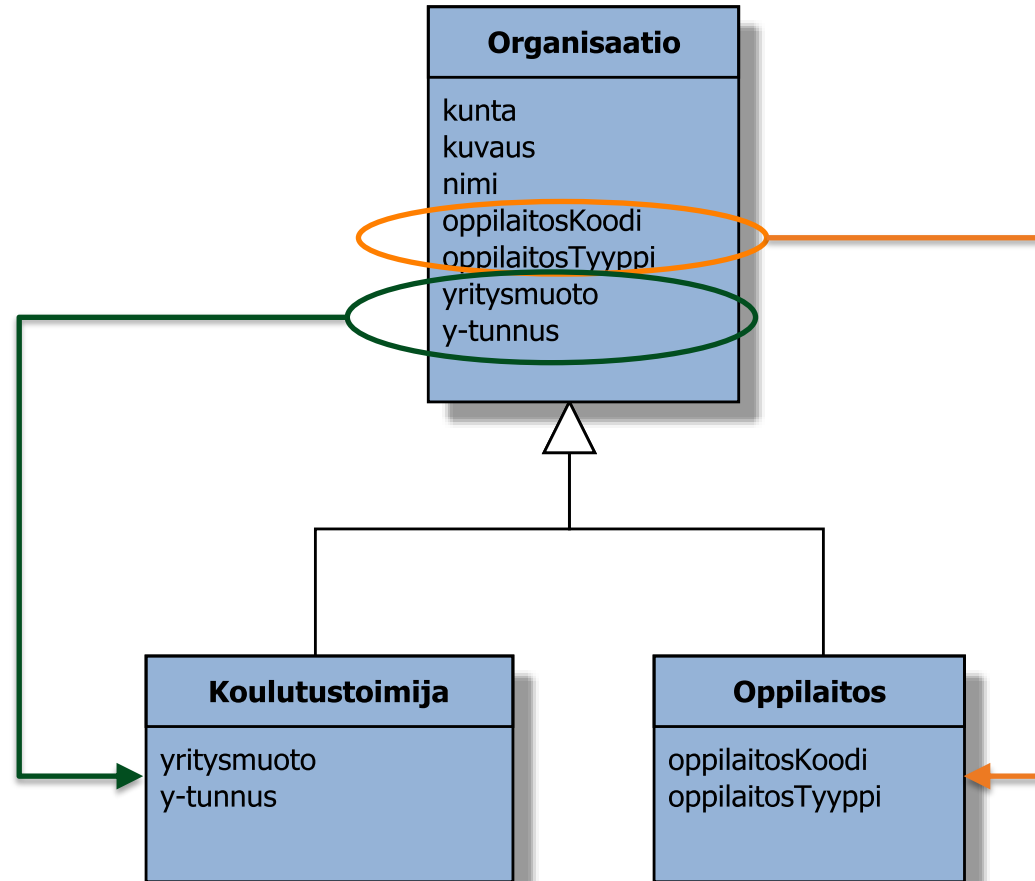 Organisaatio
kunta
kuvaus
nimi
oppilaitosKoodi
oppilaitosTyyppi
yritysmuoto
y-tunnus
Koulutustoimija
yritysmuoto
y-tunnus
Oppilaitos
oppilaitosKoodi
oppilaitosTyyppi